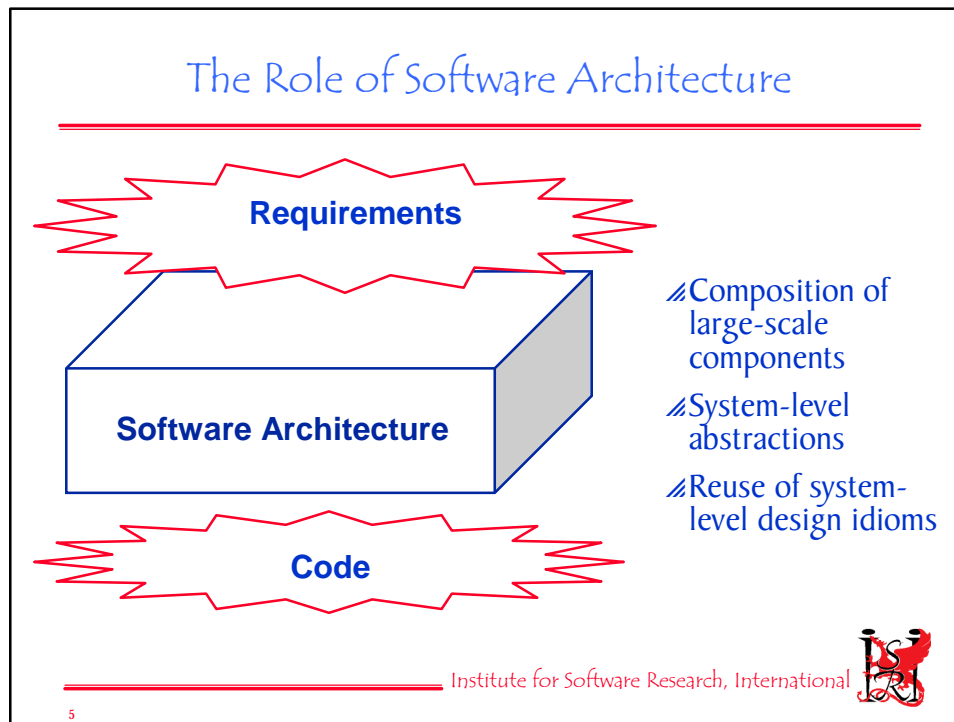 The Role of Software Architecture
Requirements
Software Architecture
Code
Composition of
large-scale
components
System-level
abstractions
Reuse of system-
level design idioms
Institute for Software Research, International
ISRI
5